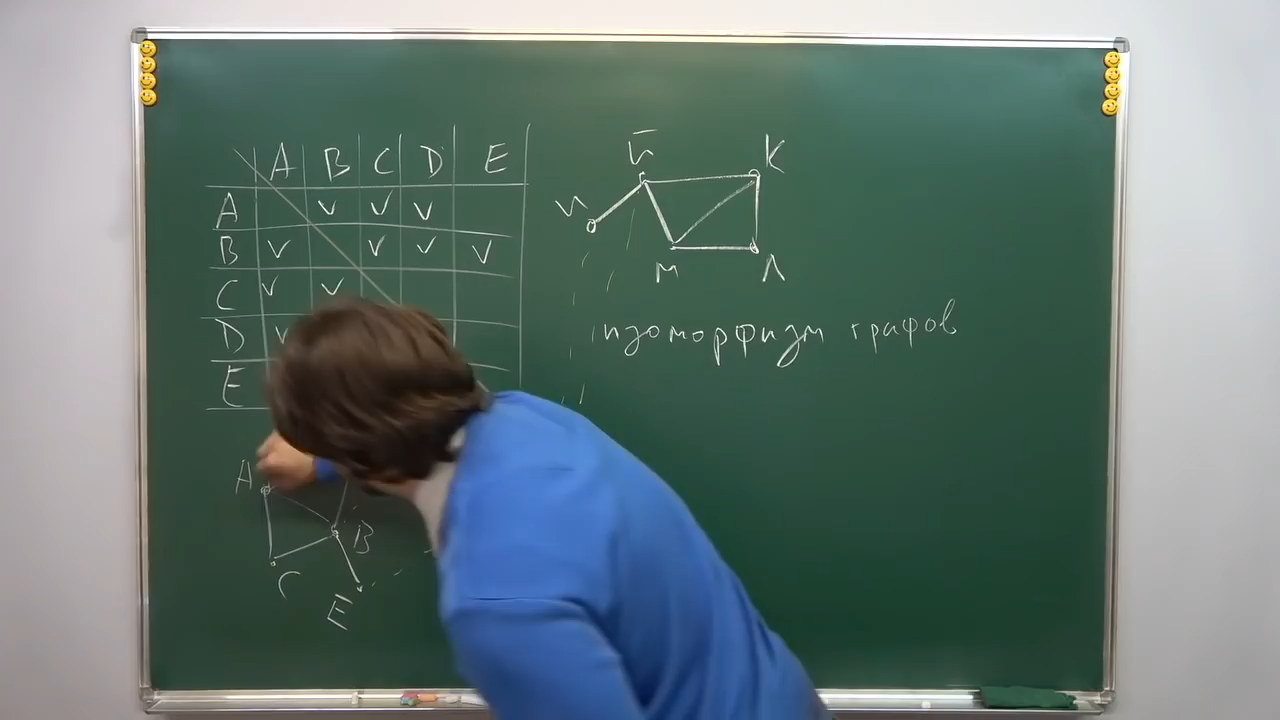 A B C D E
A V V V
B V V V V
C V V
D V
E
К
М Л
изоморфизм графов
A
B
C
E